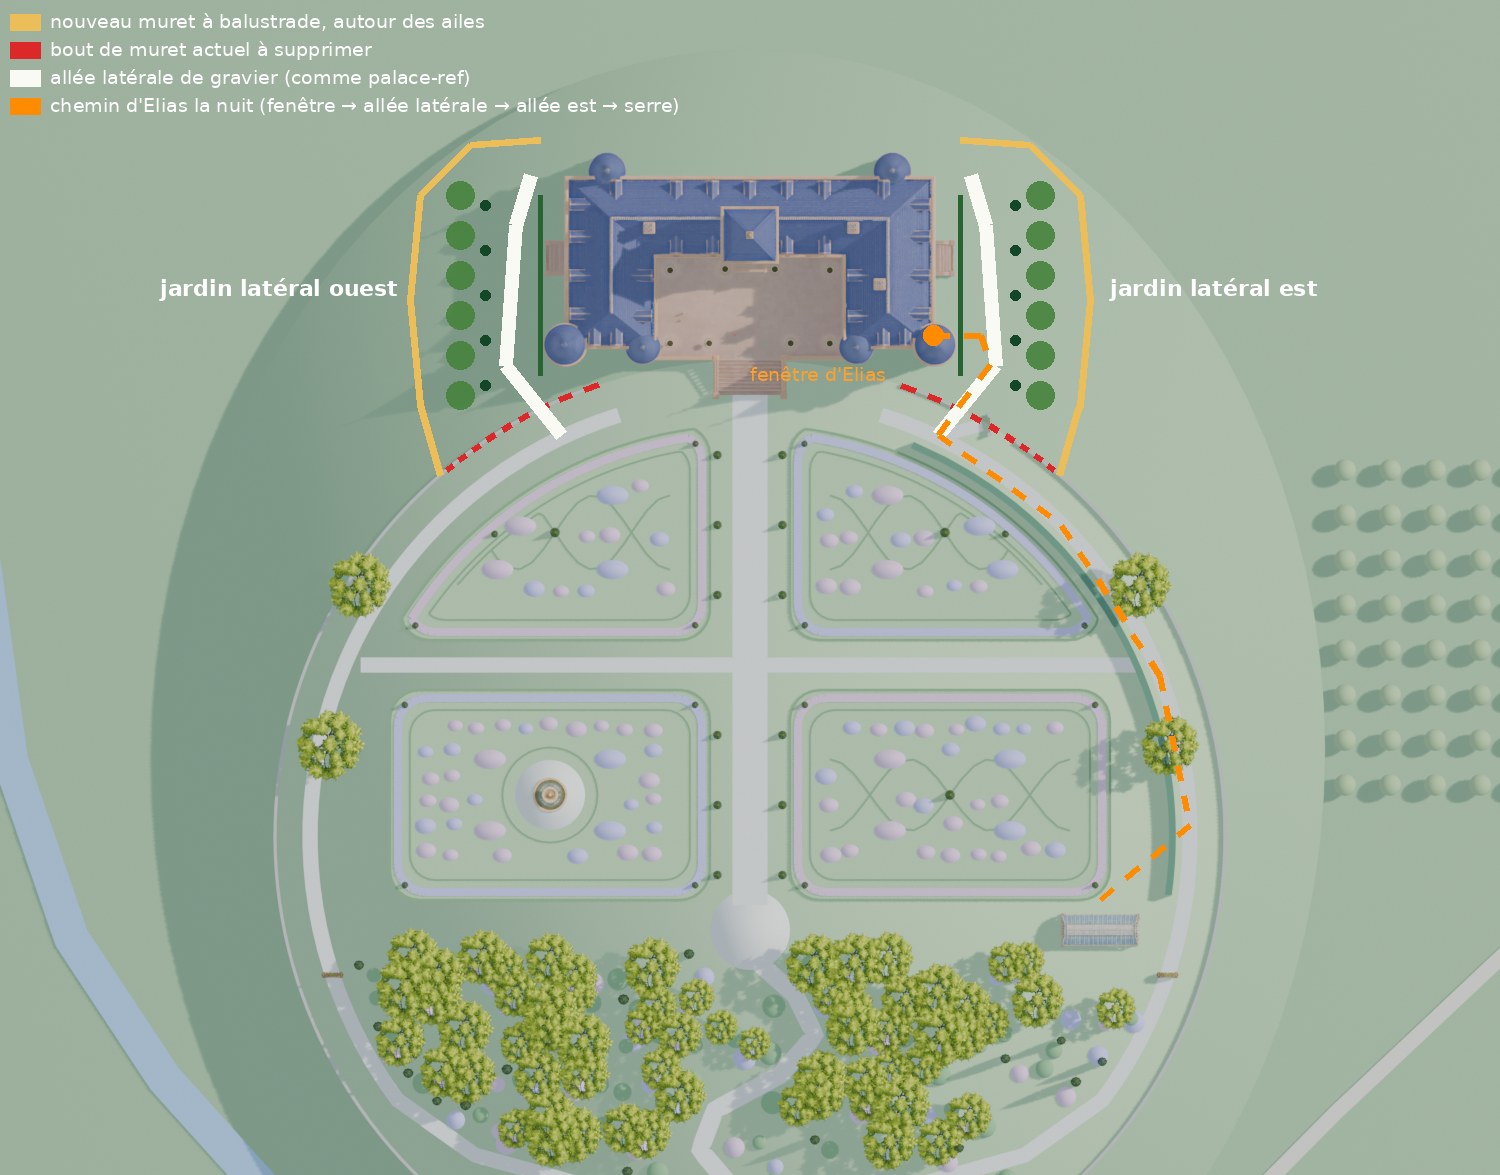 nouveau muret à balustrade, autour des ailes
bout de muret actuel à supprimer
allée latérale de gravier (comme palace-ref)
chemin d'Elias la nuit (fenêtre → allée latérale → allée est → serre)
jardin latéral ouest
jardin latéral est
fenêtre d'Elias